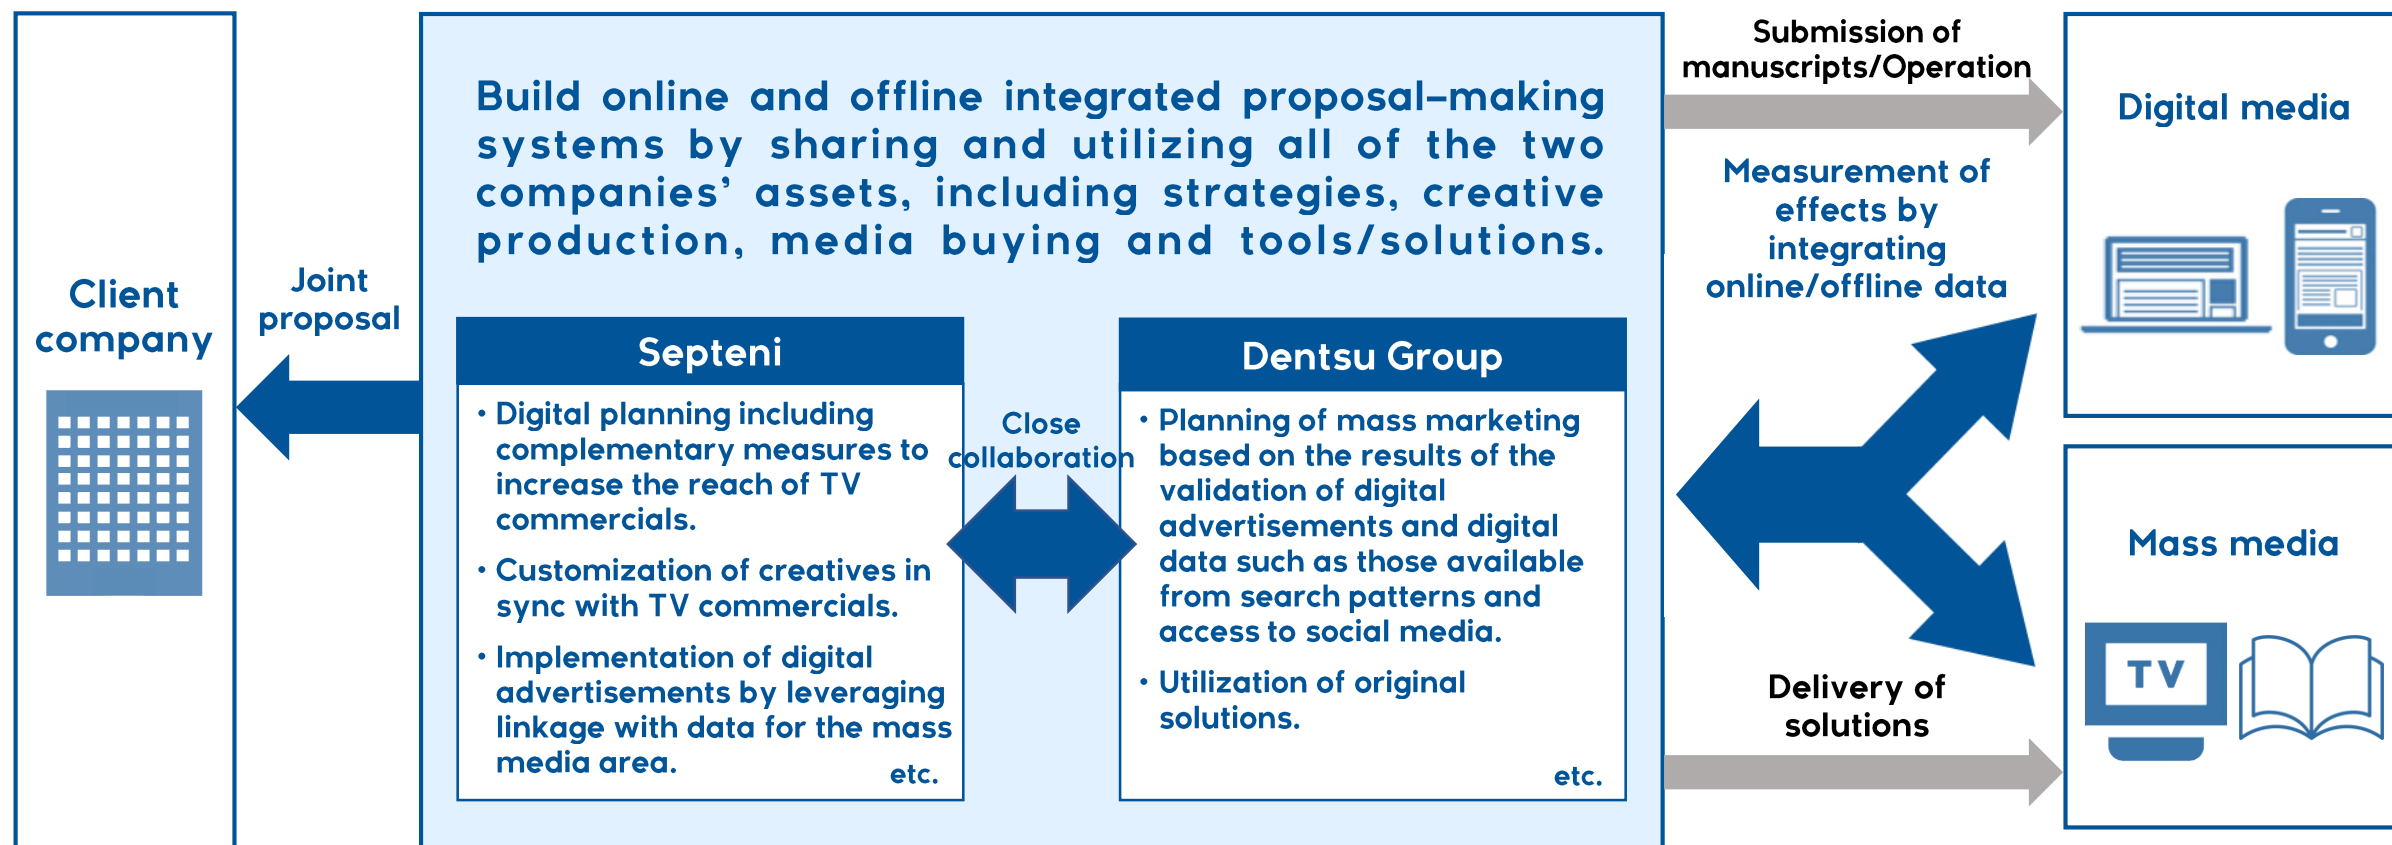 Client
company
Joint
proposal
Build online and offline integrated proposal–making
systems by sharing and utilizing all of the two
companies’ assets, including strategies, creative
production, media buying and tools/solutions.
Septeni
• Digital planning including
complementary measures to
increase the reach of TV
commercials.
• Customization of creatives in
sync with TV commercials.
• Implementation of digital
advertisements by leveraging
linkage with data for the mass
media area.
etc.
Close
collaboration
Dentsu Group
• Planning of mass marketing
based on the results of the
validation of digital
advertisements and digital
data such as those available
from search patterns and
access to social media.
• Utilization of original
solutions.
etc.
Submission of
manuscripts/Operation
Measurement of
effects by
integrating
online/offline data
Delivery of
solutions
Digital media
Mass media
TV